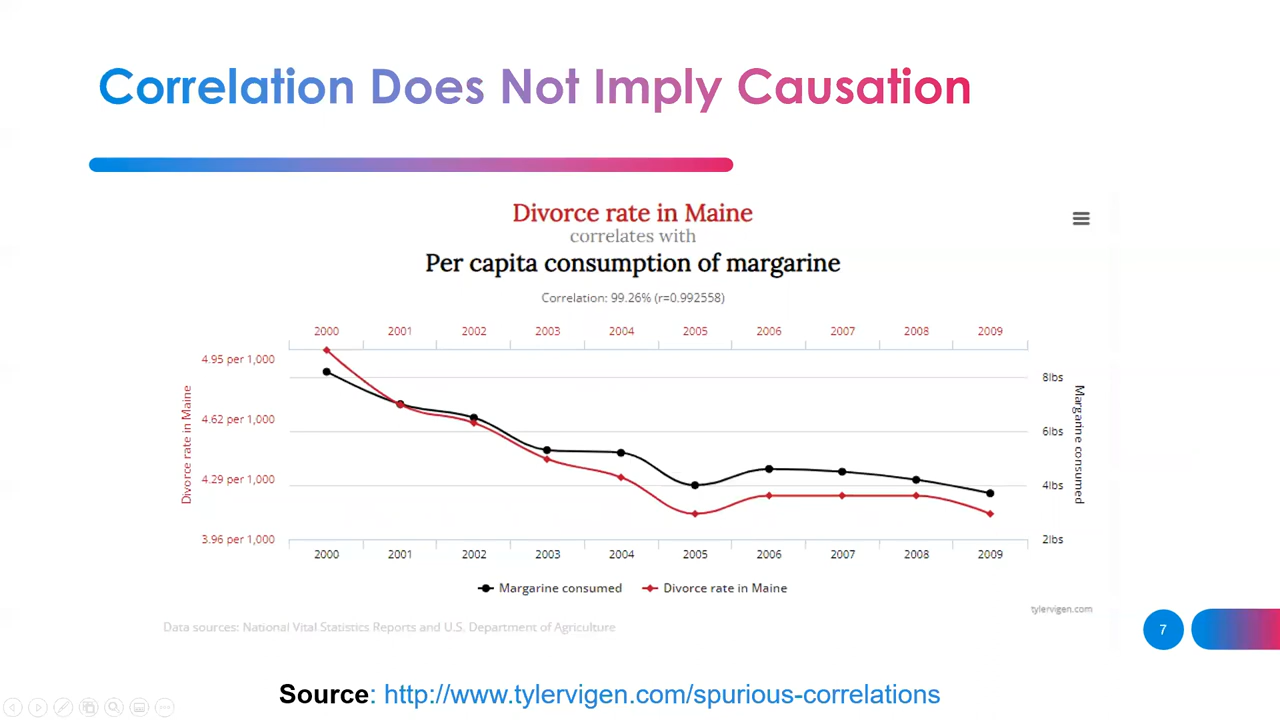 Correlation Does Not Imply Causation
Divorce rate in Maine
correlates with
Per capita consumption of margarine
Correlation: 99.26% (r=0.992558)
2000 2001 2002 2003 2004 2005 2006 2007 2008 2009
4.95 per 1,000
4.62 per 1,000
4.29 per 1,000
3.96 per 1,000
Divorce rate in Maine
8lbs
6lbs
4lbs
2lbs
Margarine consumed
2000 2001 2002 2003 2004 2005 2006 2007 2008 2009
Margarine consumed Divorce rate in Maine
tylervigen.com
Data sources: National Vital Statistics Reports and U.S. Department of Agriculture
7
Source: http://www.tylervigen.com/spurious-correlations